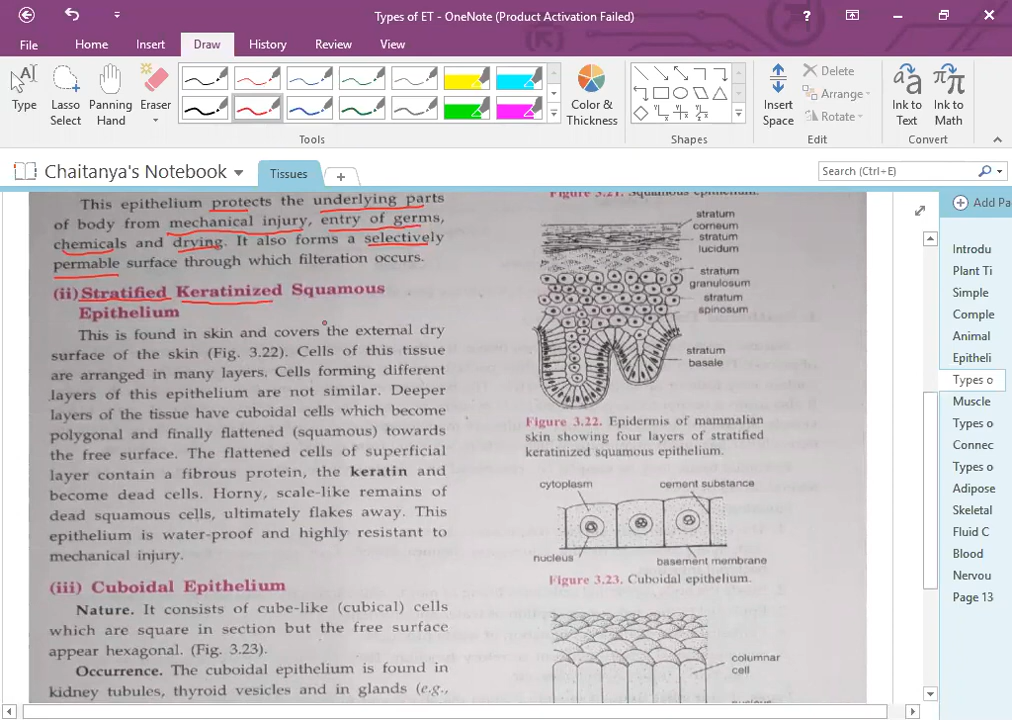 Types of ET - OneNote (Product Activation Failed)
?
File Home Insert Draw History Review View
Type
Lasso Select
Panning Hand
Eraser
Color & Thickness
Insert Space
Delete
Arrange
Rotate
Ink to Text
Ink to Math
Tools
Shapes
Edit
Convert
Chaitanya's Notebook
Tissues
Search (Ctrl+E)
Add Pa
This epithelium protects the underlying parts
of body from mechanical injury, entry of germs,
chemicals and drying. It also forms a selectively
permable surface through which filteration occurs.
(ii) Stratified Keratinized Squamous
Epithelium
This is found in skin and covers the external dry
surface of the skin (Fig. 3.22). Cells of this tissue
are arranged in many layers. Cells forming different
layers of this epithelium are not similar. Deeper
layers of the tissue have cuboidal cells which become
polygonal and finally flattened (squamous) towards
the free surface. The flattened cells of superficial
layer contain a fibrous protein, the keratin and
become dead cells. Horny, scale-like remains of
dead squamous cells, ultimately flakes away. This
epithelium is water-proof and highly resistant to
mechanical injury.
(iii) Cuboidal Epithelium
Nature. It consists of cube-like (cubical) cells
which are square in section but the free surface
appear hexagonal. (Fig. 3.23).
Occurrence. The cuboidal epithelium is found in
kidney tubules, thyroid vesicles and in glands (e.g.,
Figure 3.21. Squamous epithelium.
stratum
corneum
stratum
lucidum
stratum
granulosum
stratum
spinosum
stratum
basale
Figure 3.22. Epidermis of mammalian
skin showing four layers of stratified
keratinized squamous epithelium.
cytoplasm
cement substance
nucleus
basement membrane
Figure 3.23. Cuboidal epithelium.
columnar
cell
nucleus
Introdu
Plant Ti
Simple
Comple
Animal
Epitheli
Types o
Muscle
Types o
Connec
Types o
Adipose
Skeletal
Fluid C
Blood
Nervou
Page 13